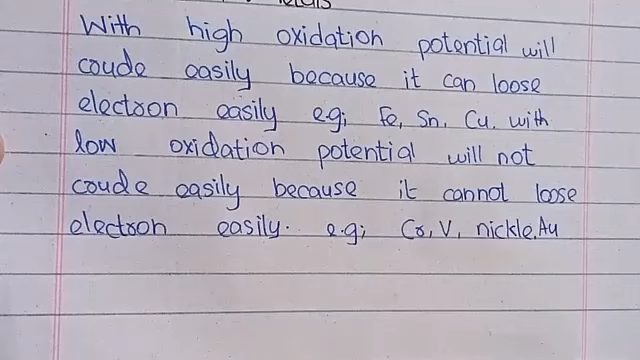 With high oxidation potential will
coude easily because it can loose
electron easily e.g; Fe, Sn, Cu. with
low oxidation potential will not
coude easily because it cannot loose
electron easily. e.g; Cr, V, nickle, Au